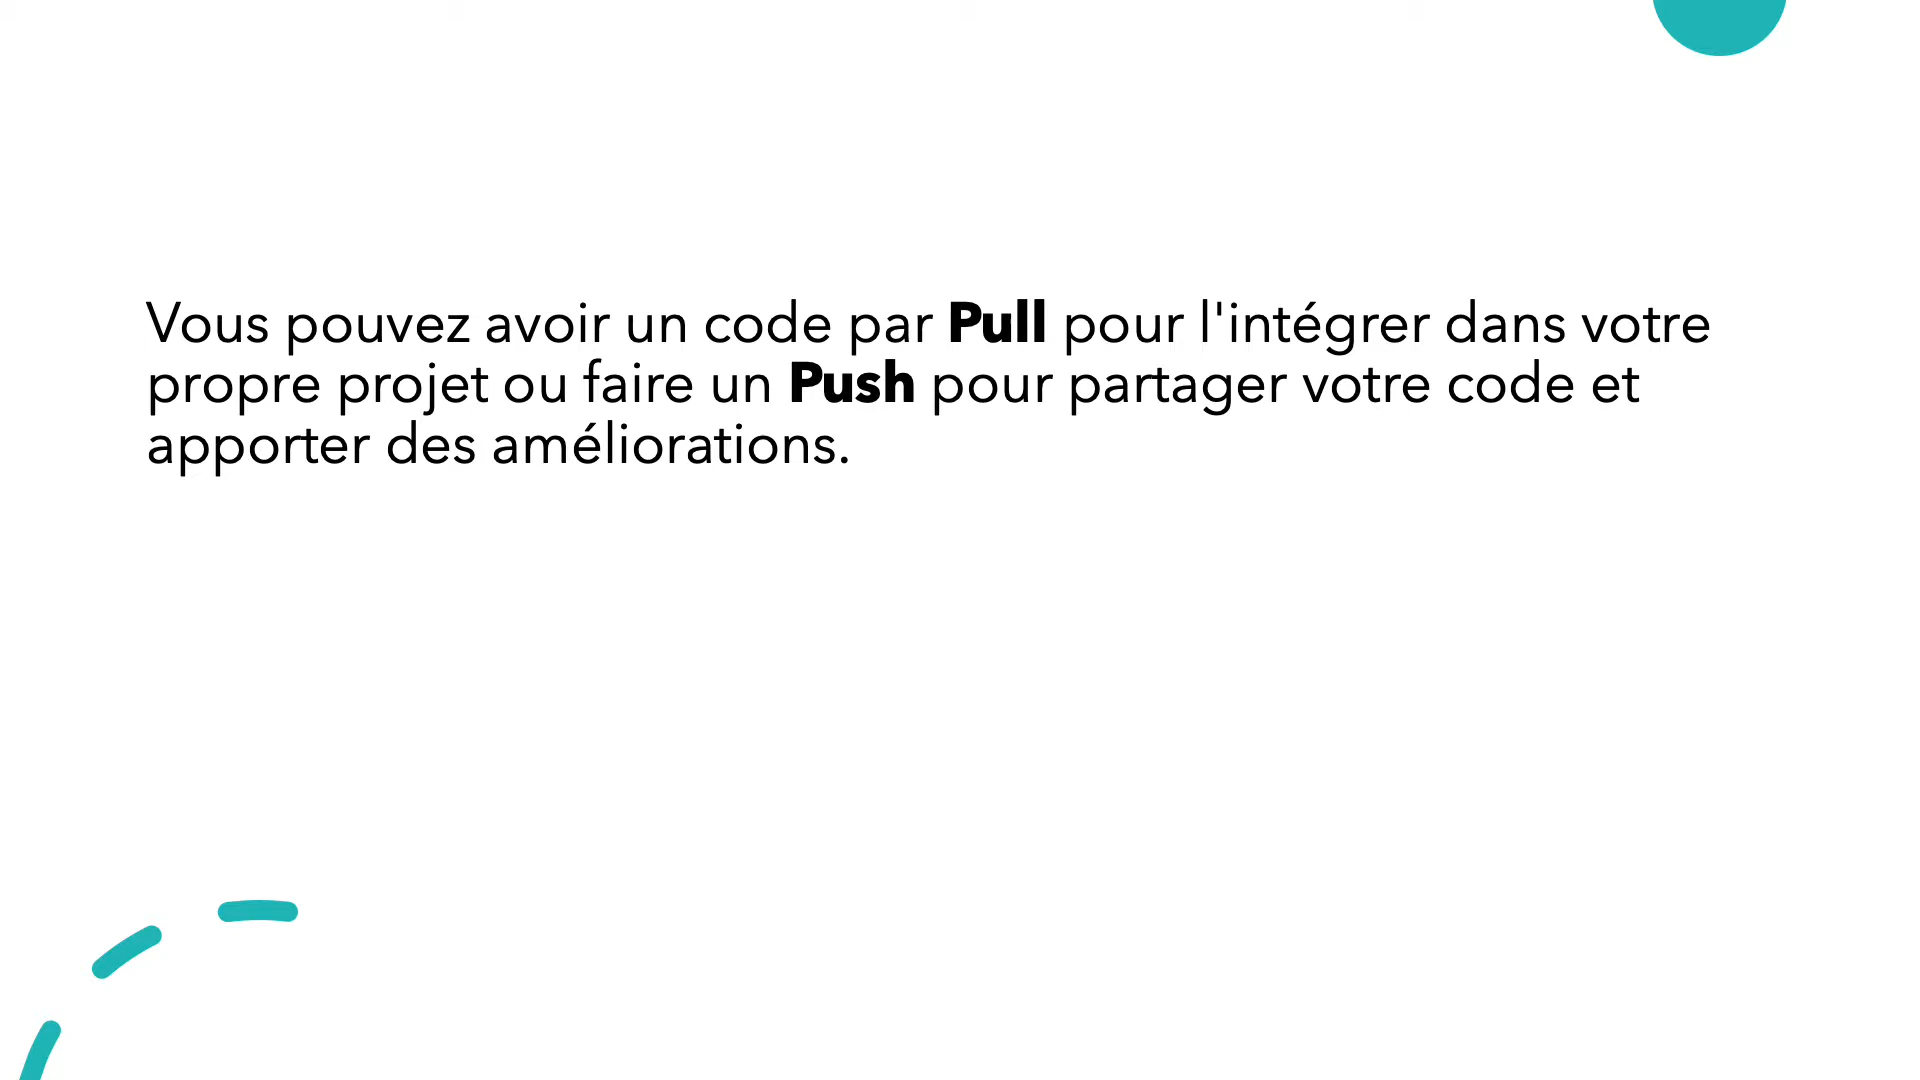 Vous pouvez avoir un code par Pull pour l'intégrer dans votre
propre projet ou faire un Push pour partager votre code et
apporter des améliorations.